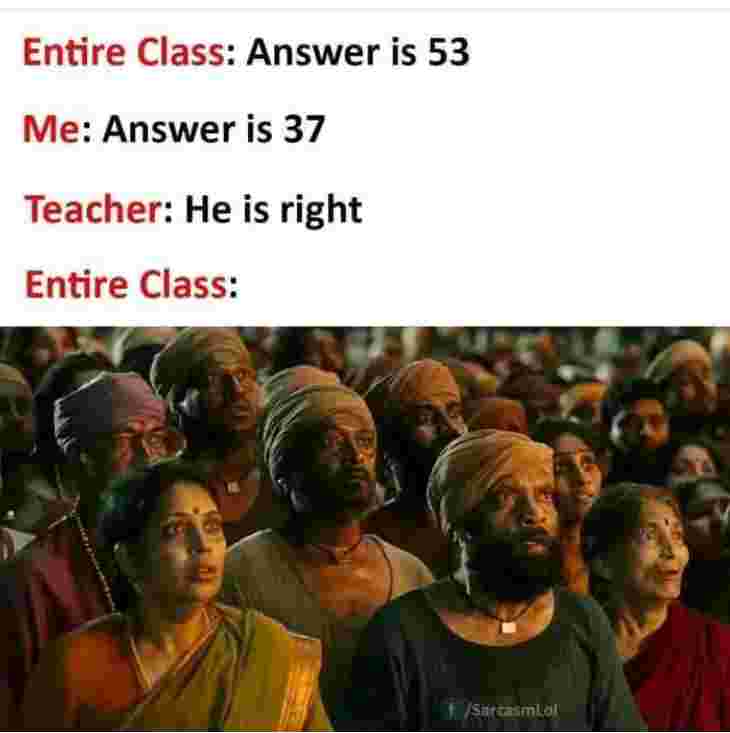 Entire Class: Answer is 53
Me: Answer is 37
Teacher: He is right
Entire Class:
f /SarcasmLol